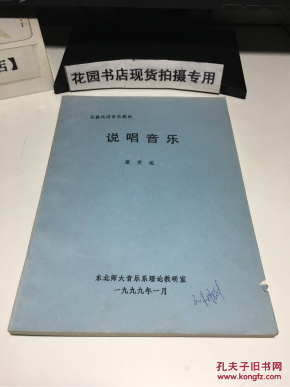 店】
花园书店现货拍摄专用
民族民间音乐教材
说唱音乐
东北师大音乐系理论教研室
一九九九年一月
孔夫子旧书网